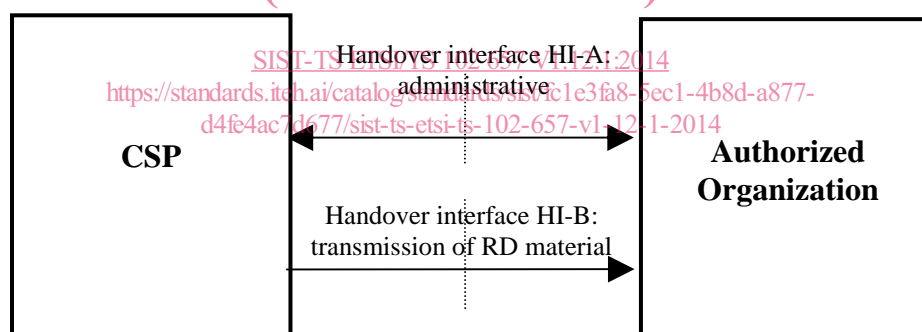 SIST-TS ETSI/TS 102 657 V1.12.1:2014
Handover interface HI-A:
administrative
https://standards.iteh.ai/catalog/standards/sist/fc1e3fa8-5ec1-4b8d-a877-
d4fe4ac7d677/sist-ts-etsi-ts-102-657-v1-12-1-2014
CSP
Authorized
Organization
Handover interface HI-B:
transmission of RD material